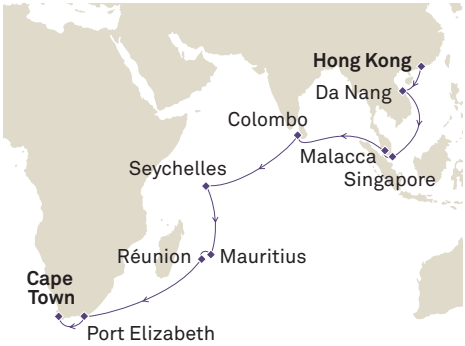 Hong Kong
Da Nang
Colombo
Malacca
Singapore
Seychelles
Réunion
Mauritius
Cape
Town
Port Elizabeth